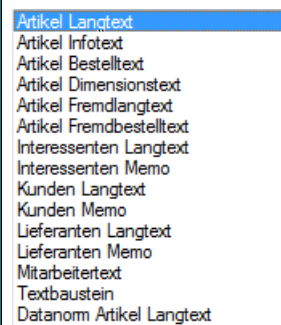 Artikel Langtext
Artikel Infotext
Artikel Bestelltext
Artikel Dimensionstext
Artikel Fremdlangtext
Artikel Fremdbestelltext
Interessenten Langtext
Interessenten Memo
Kunden Langtext
Kunden Memo
Lieferanten Langtext
Lieferanten Memo
Mitarbeitertext
Textbaustein
Datanorm Artikel Langtext